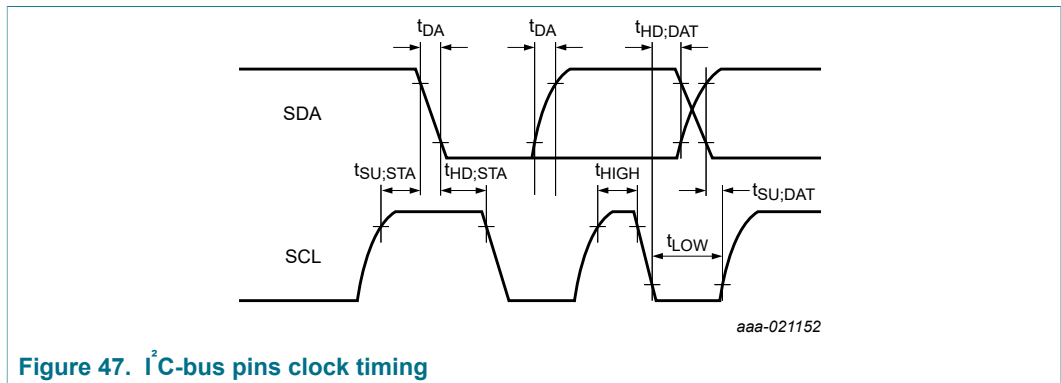 tDA tDA tHD;DAT
SDA
tSU;STA tHD;STA tHIGH tSU;DAT
tLOW
SCL
aaa-021152
Figure 47. I²C-bus pins clock timing